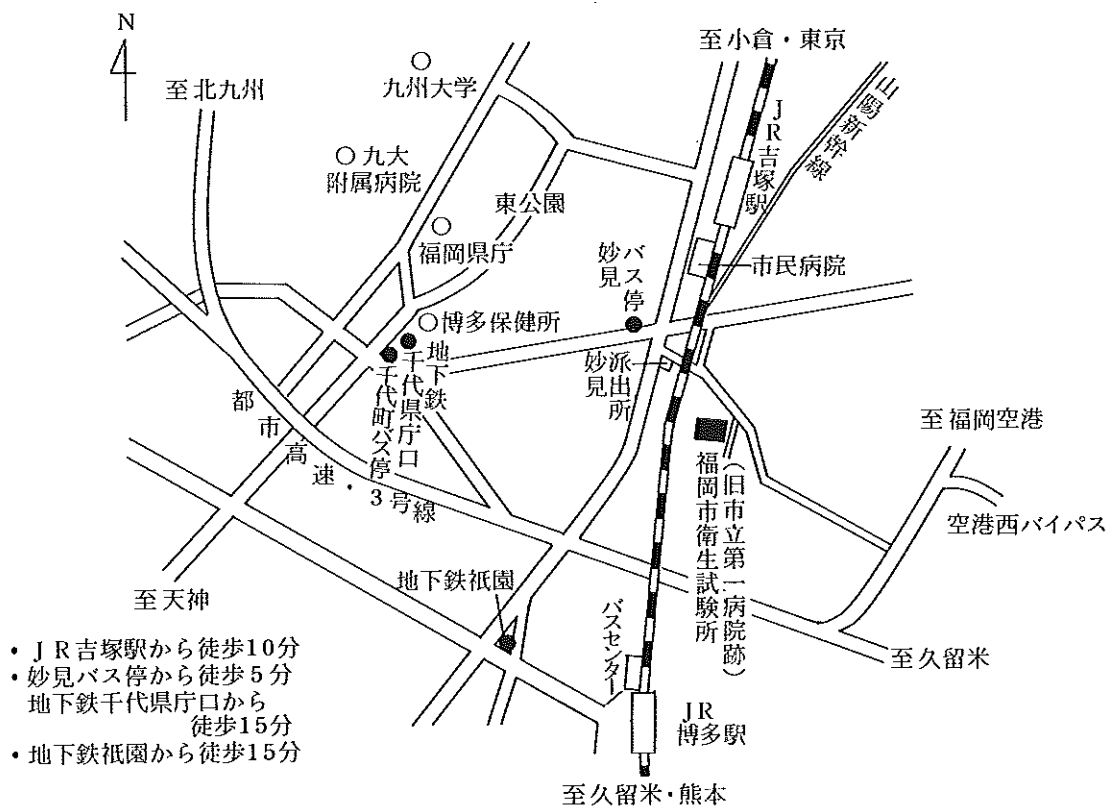 N
至小倉・東京
至北九州
九州大学
JR吉塚駅
山陽新幹線
九大
附属病院
東公園
福岡県庁
バス停
妙見
市民病院
博多保健所
地下鉄
千代県庁口
千代町バス停
派出所
妙見
都市高速・3号線
至福岡空港
空港西バイパス
(旧市立第一病院跡)
福岡市衛生試験所
至天神
地下鉄祇園
バスセンター
至久留米
JR
博多駅
至久留米・熊本
・JR吉塚駅から徒歩10分
・妙見バス停から徒歩5分
地下鉄千代県庁口から
徒歩15分
・地下鉄祇園から徒歩15分